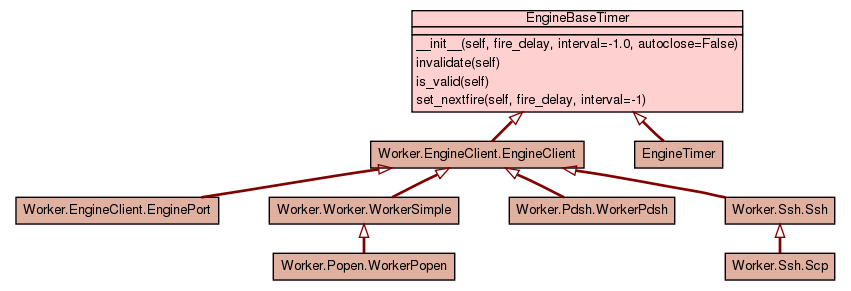 EngineBaseTimer
__init__(self, fire_delay, interval=-1.0, autoclose=False)
invalidate(self)
is_valid(self)
set_nextfire(self, fire_delay, interval=-1)
Worker.EngineClient.EngineClient
EngineTimer
Worker.EngineClient.EnginePort
Worker.Worker.WorkerSimple
Worker.Pdsh.WorkerPdsh
Worker.Ssh.Ssh
Worker.Popen.WorkerPopen
Worker.Ssh.Scp